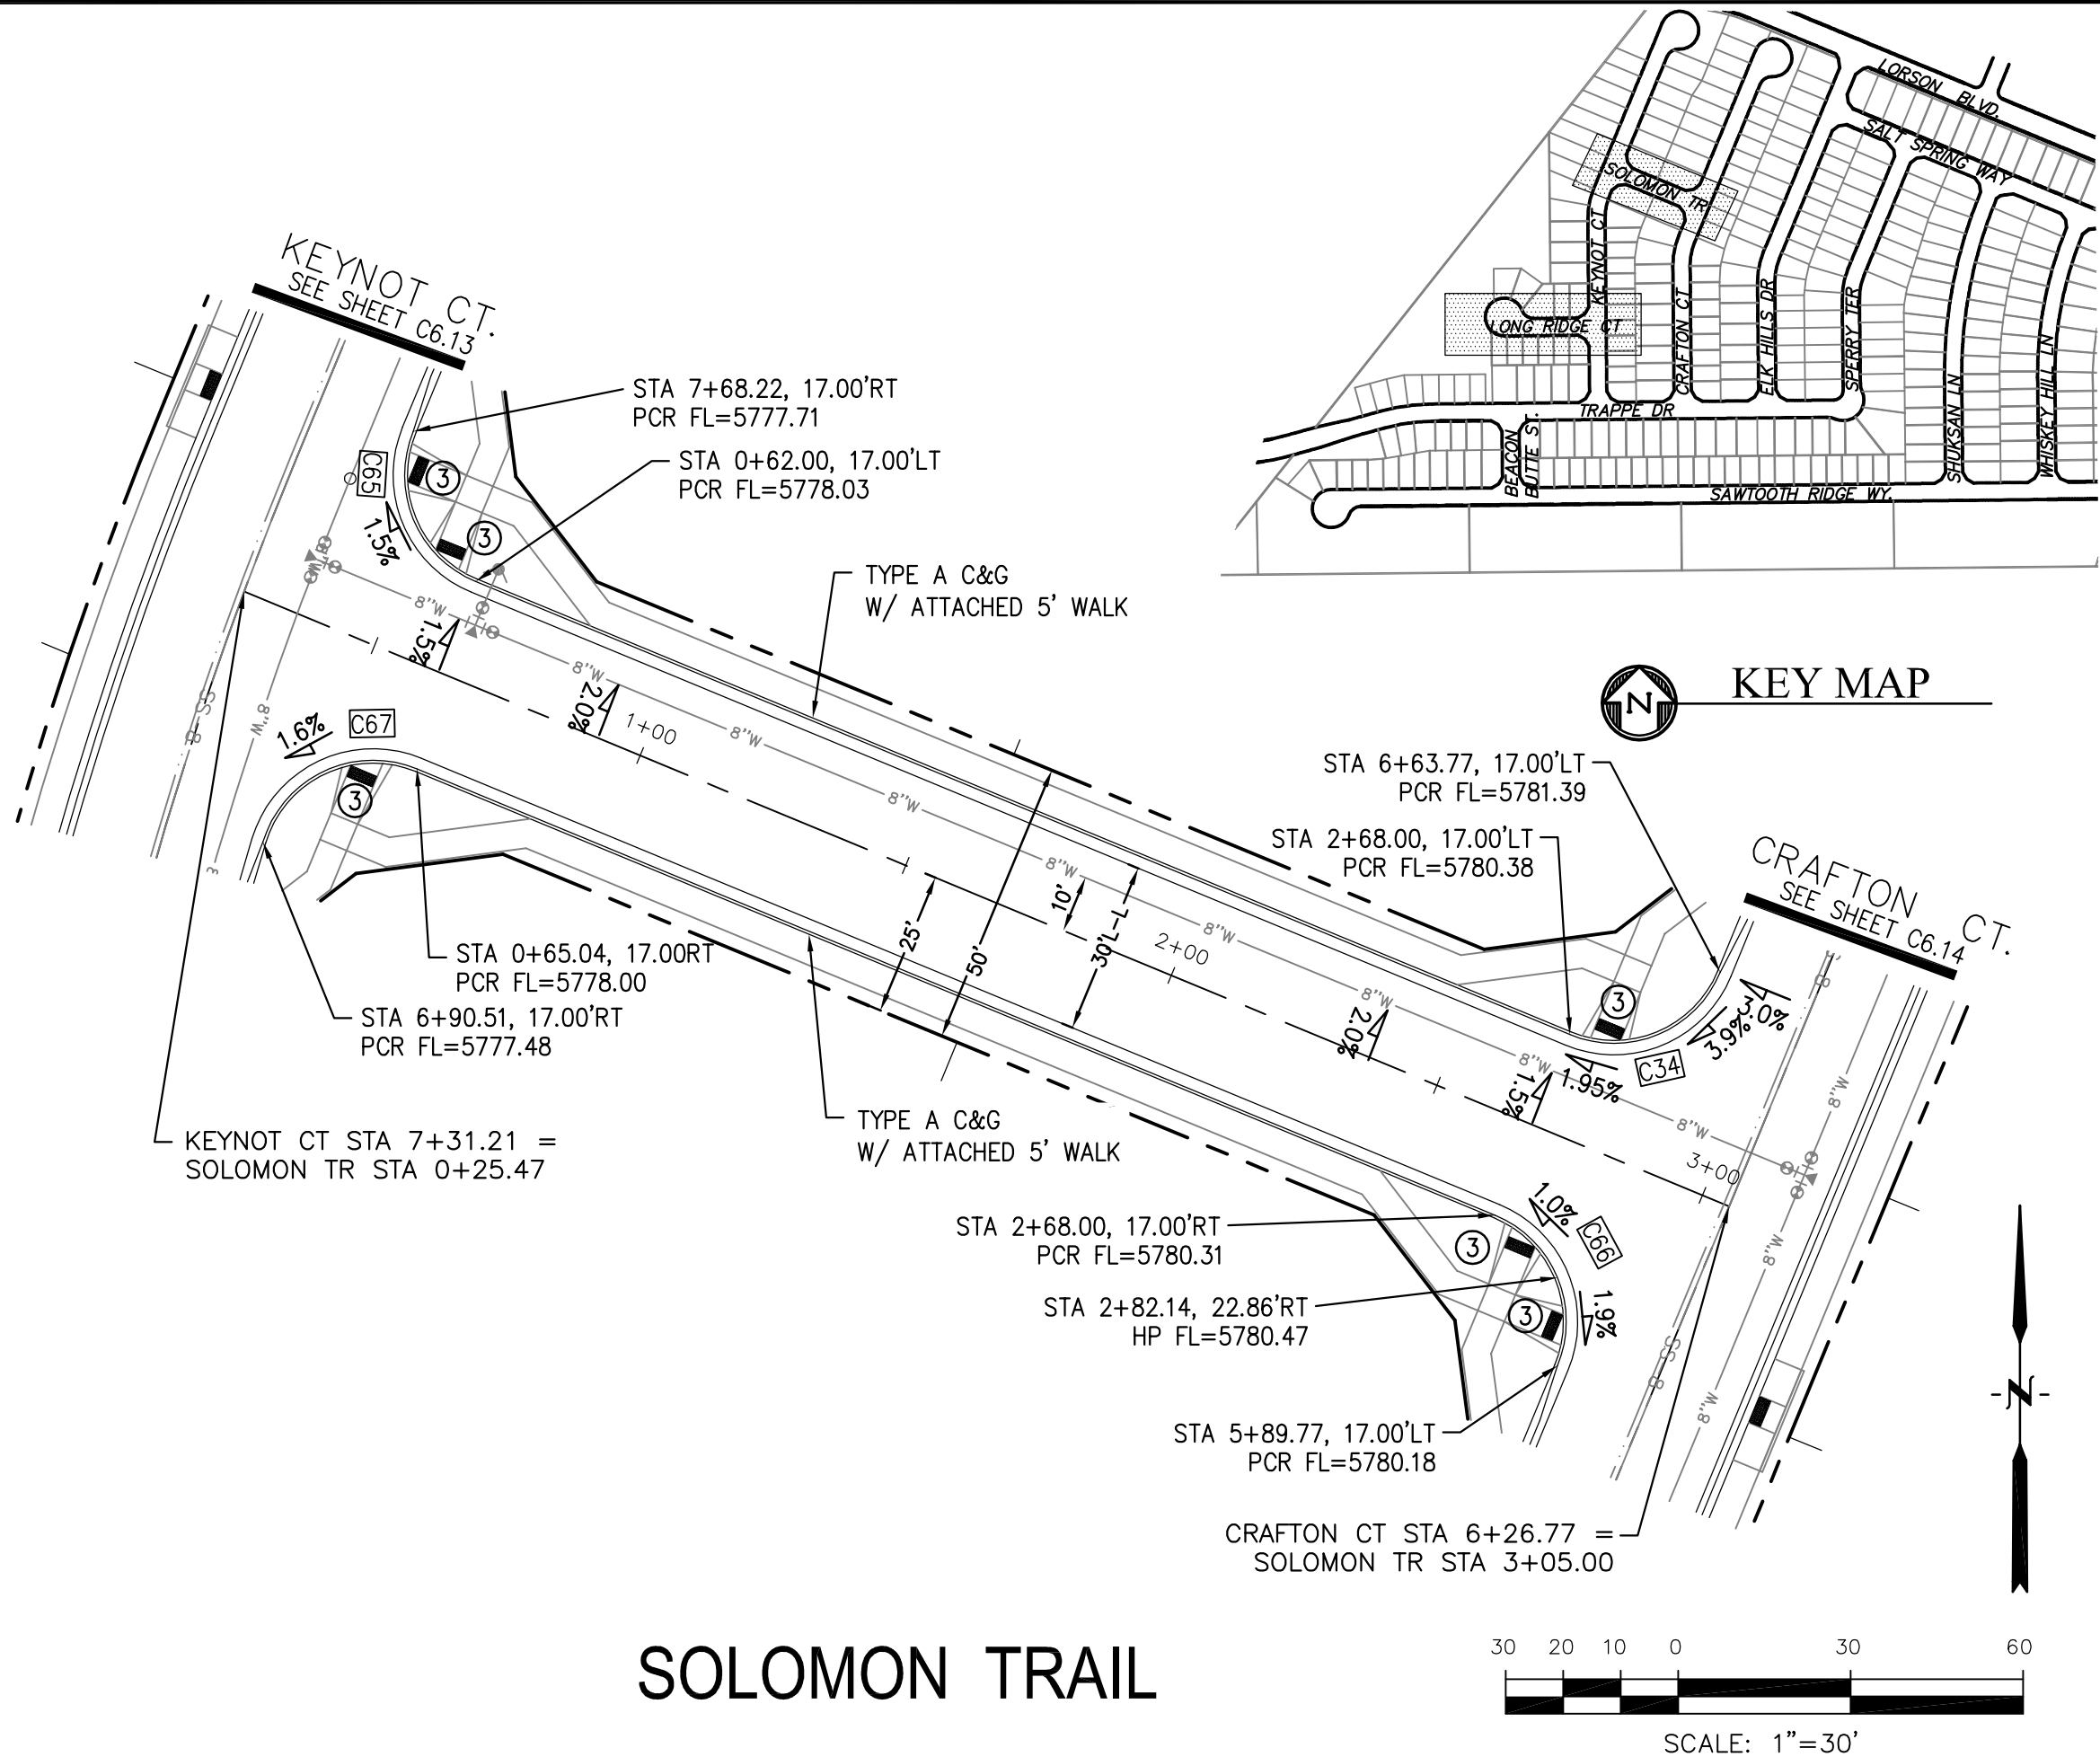 LORSON BLVD.
SALT SPRING WAY
SOLOMON TR
KEYNOT CT
LONG RIDGE CT
CRAFTON CT
ELK HILLS DR
SPERRY TER
SHUKSAN LN
WHISKEY HILL LN
TRAPPE DR
BEACON
BUTTE ST.
SAWTOOTH RIDGE WY.
N
KEY MAP
KEYNOT CT.
SEE SHEET C6.13
STA 7+68.22, 17.00'RT
PCR FL=5777.71
STA 0+62.00, 17.00'LT
PCR FL=5778.03
C65
3
3
1.5%
TYPE A C&G
W/ ATTACHED 5' WALK
8"W
1.5%
8"W
2.0%
1+00
8"W
8"W
8"W
8"W
8"W
8"W
8"W
8 SS
8"W
1.6%
C67
3
STA 0+65.04, 17.00RT
PCR FL=5778.00
STA 6+90.51, 17.00'RT
PCR FL=5777.48
KEYNOT CT STA 7+31.21 =
SOLOMON TR STA 0+25.47
25'
50'
10'
30'L-L
2+00
2.0%
STA 6+63.77, 17.00'LT
PCR FL=5781.39
STA 2+68.00, 17.00'LT
PCR FL=5780.38
CRAFTON CT.
SEE SHEET C6.14
3
3.0%
3.9%
C34
1.95%
1.5%
3+00
8"W
8"W
8"W
8 SS
TYPE A C&G
W/ ATTACHED 5' WALK
1.0%
C66
STA 2+68.00, 17.00'RT
PCR FL=5780.31
3
STA 2+82.14, 22.86'RT
HP FL=5780.47
3
1.9%
STA 5+89.77, 17.00'LT
PCR FL=5780.18
CRAFTON CT STA 6+26.77 =
SOLOMON TR STA 3+05.00
N
SOLOMON TRAIL
30 20 10 0 30 60
SCALE: 1"=30'